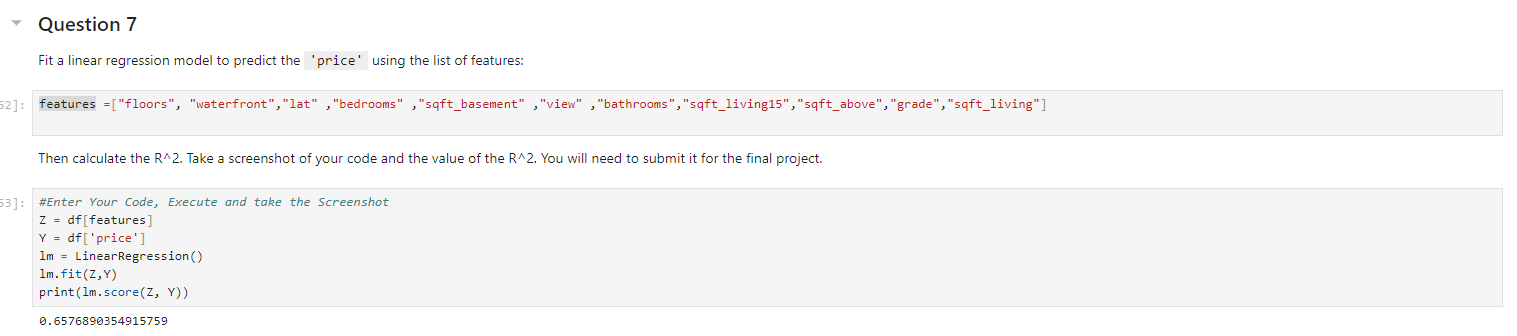 Question 7
Fit a linear regression model to predict the 'price' using the list of features:
52]: features =["floors", "waterfront","lat" ,"bedrooms" ,"sqft_basement" ,"view" ,"bathrooms","sqft_living15","sqft_above","grade","sqft_living"]
Then calculate the R^2. Take a screenshot of your code and the value of the R^2. You will need to submit it for the final project.
53]: #Enter Your Code, Execute and take the Screenshot
Z = df[features]
Y = df['price']
lm = LinearRegression()
lm.fit(Z,Y)
print(lm.score(Z, Y))
0.6576890354915759